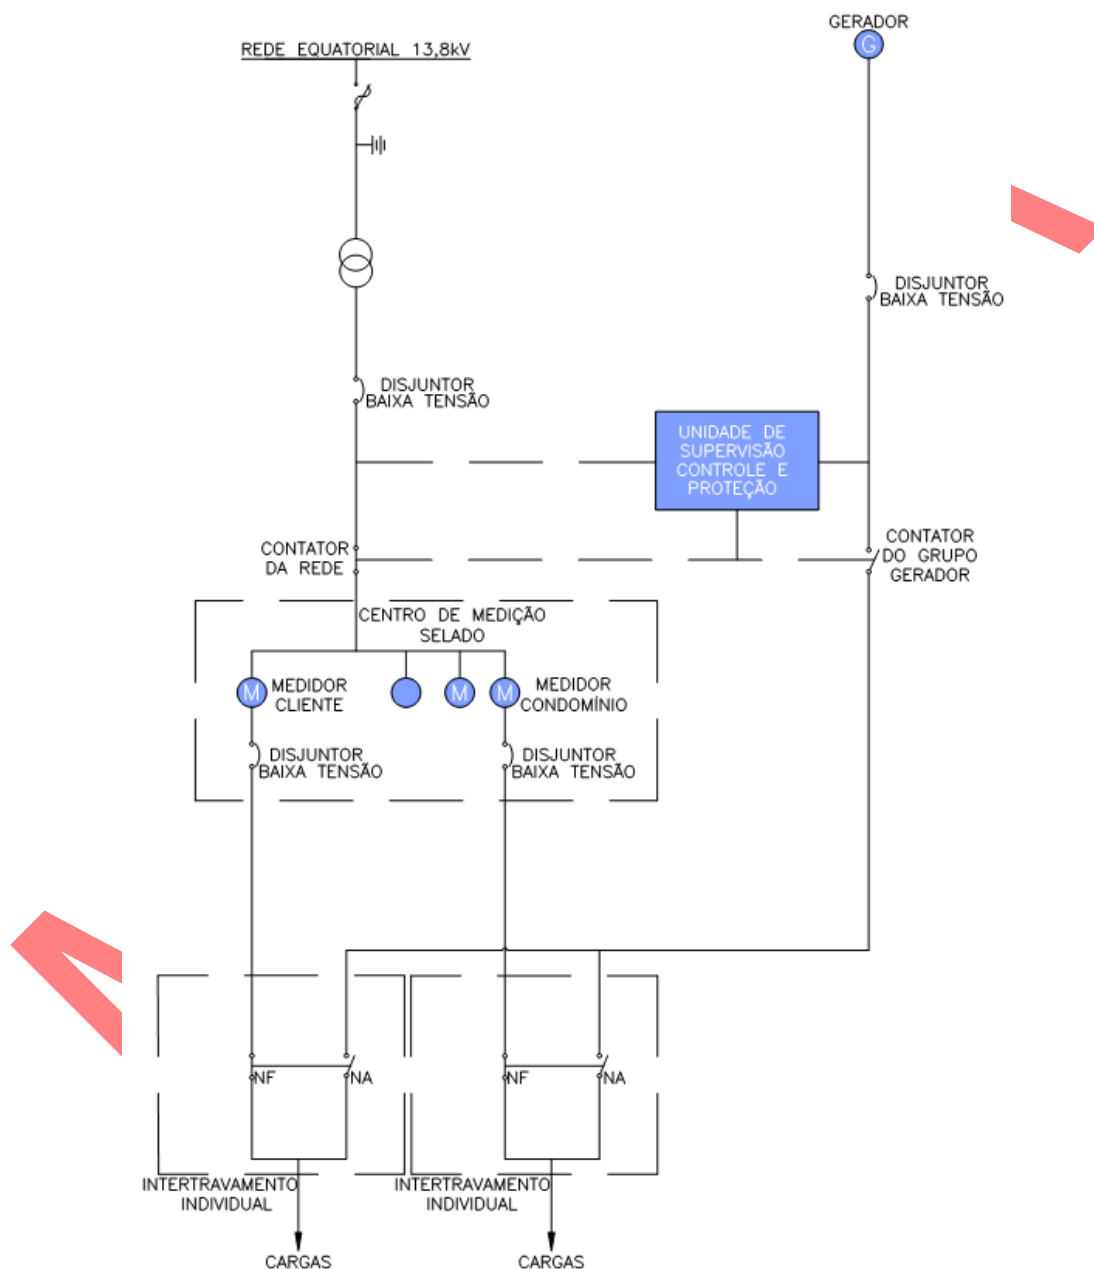 GERADOR
G
REDE EQUATORIAL 13,8kV
DISJUNTOR
BAIXA TENSÃO
DISJUNTOR
BAIXA TENSÃO
UNIDADE DE
SUPERVISÃO
CONTROLE E
PROTEÇÃO
CONTATOR
DA REDE
CONTATOR
DO GRUPO
GERADOR
CENTRO DE MEDIÇÃO
SELADO
M
MEDIDOR
CLIENTE
M
M
MEDIDOR
CONDOMÍNIO
DISJUNTOR
BAIXA TENSÃO
DISJUNTOR
BAIXA TENSÃO
NF
NA
NF
NA
INTERTRAVAMENTO
INDIVIDUAL
INTERTRAVAMENTO
INDIVIDUAL
CARGAS
CARGAS